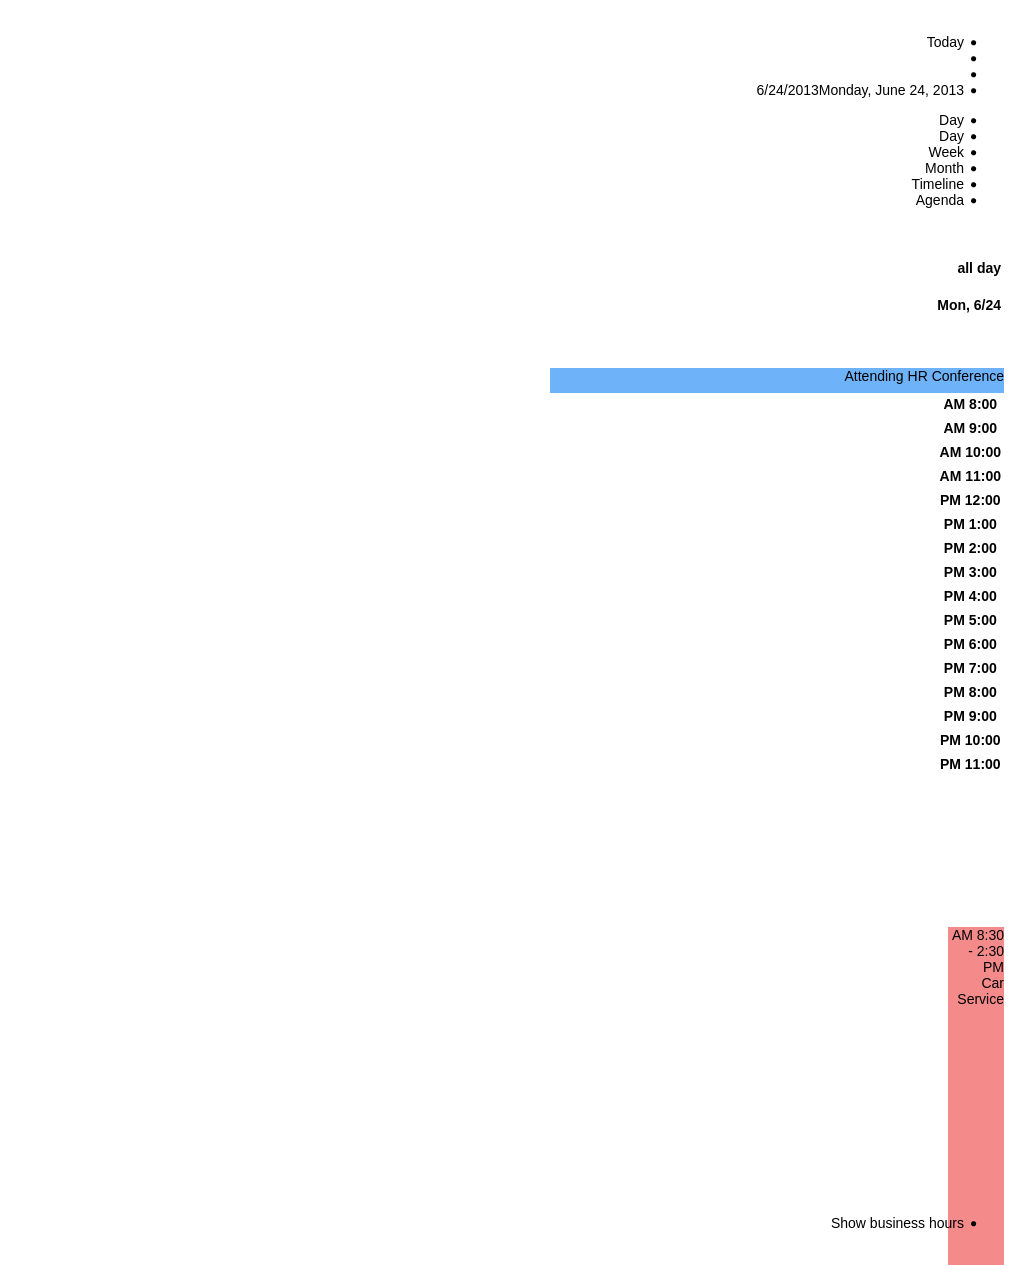 Today
6/24/2013Monday, June 24, 2013
Day
Day
Week
Month
Timeline
Agenda
all day
Mon, 6/24
Attending HR Conference
AM 8:00
AM 9:00
AM 10:00
AM 11:00
PM 12:00
PM 1:00
PM 2:00
PM 3:00
PM 4:00
PM 5:00
PM 6:00
PM 7:00
PM 8:00
PM 9:00
PM 10:00
PM 11:00
AM 8:30
- 2:30
PM
Car
Service
Show business hours